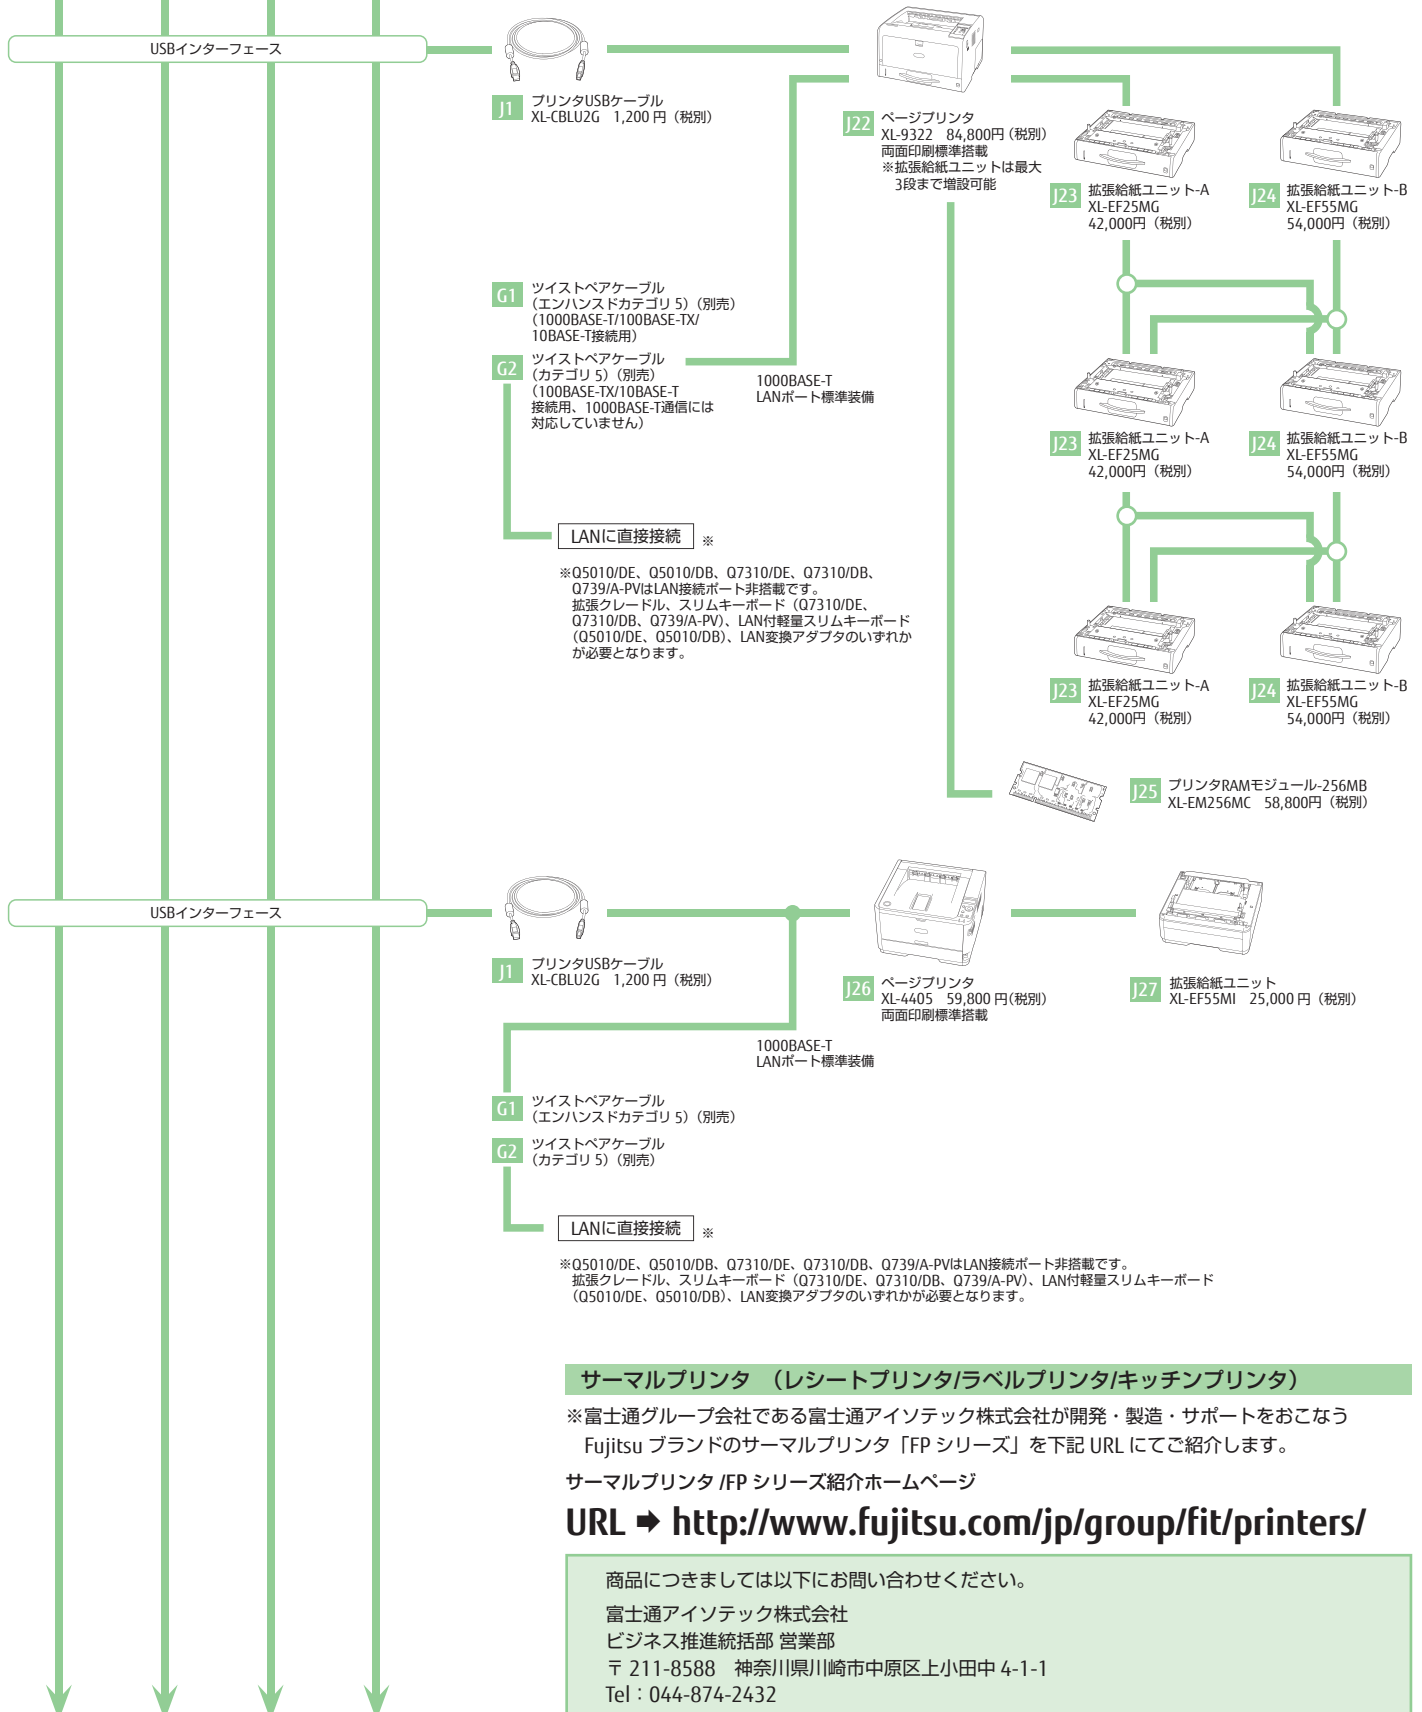 USBインターフェース
J1 プリンタUSBケーブル
XL-CBLU2G 1,200 円（税別）
J22 ページプリンタ
XL-9322 84,800円（税別）
両面印刷標準搭載
※拡張給紙ユニットは最大
3段まで増設可能
J23 拡張給紙ユニット-A
XL-EF25MG
42,000円（税別）
J24 拡張給紙ユニット-B
XL-EF55MG
54,000円（税別）
G1 ツイストペアケーブル
（エンハンスドカテゴリ 5）（別売）
（1000BASE-T/100BASE-TX/
10BASE-T接続用）
G2 ツイストペアケーブル
（カテゴリ 5）（別売）
（100BASE-TX/10BASE-T
接続用、1000BASE-T通信には
対応していません）
1000BASE-T
LANポート標準装備
J23 拡張給紙ユニット-A
XL-EF25MG
42,000円（税別）
J24 拡張給紙ユニット-B
XL-EF55MG
54,000円（税別）
LANに直接接続 ※
※Q5010/DE、Q5010/DB、Q7310/DE、Q7310/DB、
Q739/A-PVはLAN接続ポート非搭載です。
拡張クレードル、スリムキーボード（Q7310/DE、
Q7310/DB、Q739/A-PV）、LAN付軽量スリムキーボード
（Q5010/DE、Q5010/DB）、LAN変換アダプタのいずれか
が必要となります。
J23 拡張給紙ユニット-A
XL-EF25MG
42,000円（税別）
J24 拡張給紙ユニット-B
XL-EF55MG
54,000円（税別）
J25 プリンタRAMモジュール-256MB
XL-EM256MC 58,800円（税別）
USBインターフェース
J1 プリンタUSBケーブル
XL-CBLU2G 1,200 円（税別）
J26 ページプリンタ
XL-4405 59,800 円（税別）
両面印刷標準搭載
J27 拡張給紙ユニット
XL-EF55MI 25,000 円（税別）
1000BASE-T
LANポート標準装備
G1 ツイストペアケーブル
（エンハンスドカテゴリ 5）（別売）
G2 ツイストペアケーブル
（カテゴリ 5）（別売）
LANに直接接続 ※
※Q5010/DE、Q5010/DB、Q7310/DE、Q7310/DB、Q739/A-PVはLAN接続ポート非搭載です。
拡張クレードル、スリムキーボード（Q7310/DE、Q7310/DB、Q739/A-PV）、LAN付軽量スリムキーボード
（Q5010/DE、Q5010/DB）、LAN変換アダプタのいずれかが必要となります。
サーマルプリンタ （レシートプリンタ/ラベルプリンタ/キッチンプリンタ）
※富士通グループ会社である富士通アイソテック株式会社が開発・製造・サポートをおこなう
Fujitsu ブランドのサーマルプリンタ「FP シリーズ」を下記 URL にてご紹介します。
サーマルプリンタ /FP シリーズ紹介ホームページ
URL ➡ http://www.fujitsu.com/jp/group/fit/printers/
商品につきましては以下にお問い合わせください。
富士通アイソテック株式会社
ビジネス推進統括部 営業部
〒 211-8588 神奈川県川崎市中原区上小田中 4-1-1
Tel：044-874-2432